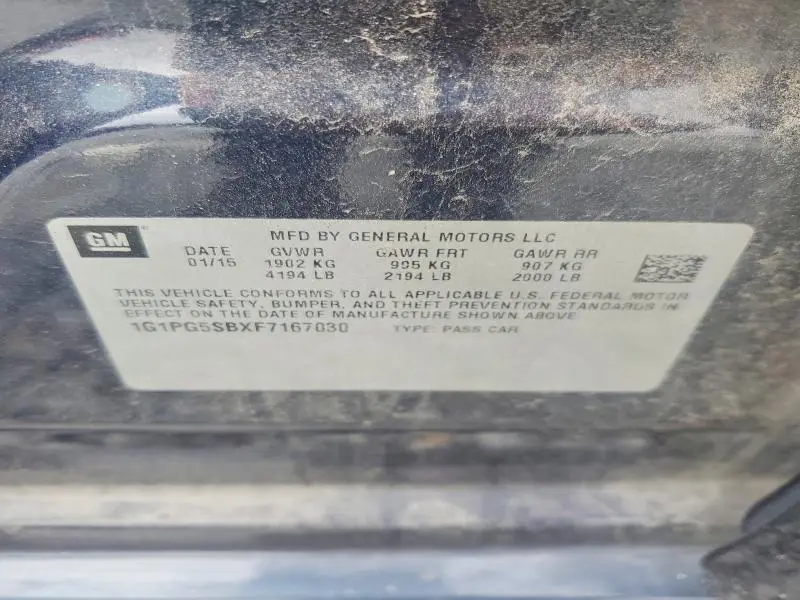 GM
MFD BY GENERAL MOTORS LLC
DATE GVWR GAWR FRT GAWR RR
01/15 1902 KG 995 KG 907 KG
4194 LB 2194 LB 2000 LB
THIS VEHICLE CONFORMS TO ALL APPLICABLE U.S. FEDERAL MOTOR
VEHICLE SAFETY, BUMPER, AND THEFT PREVENTION STANDARDS IN
EFFECT ON THE DATE OF MANUFACTURE SHOWN ABOVE.
1G1PG5SBXF7167030 TYPE: PASS CAR